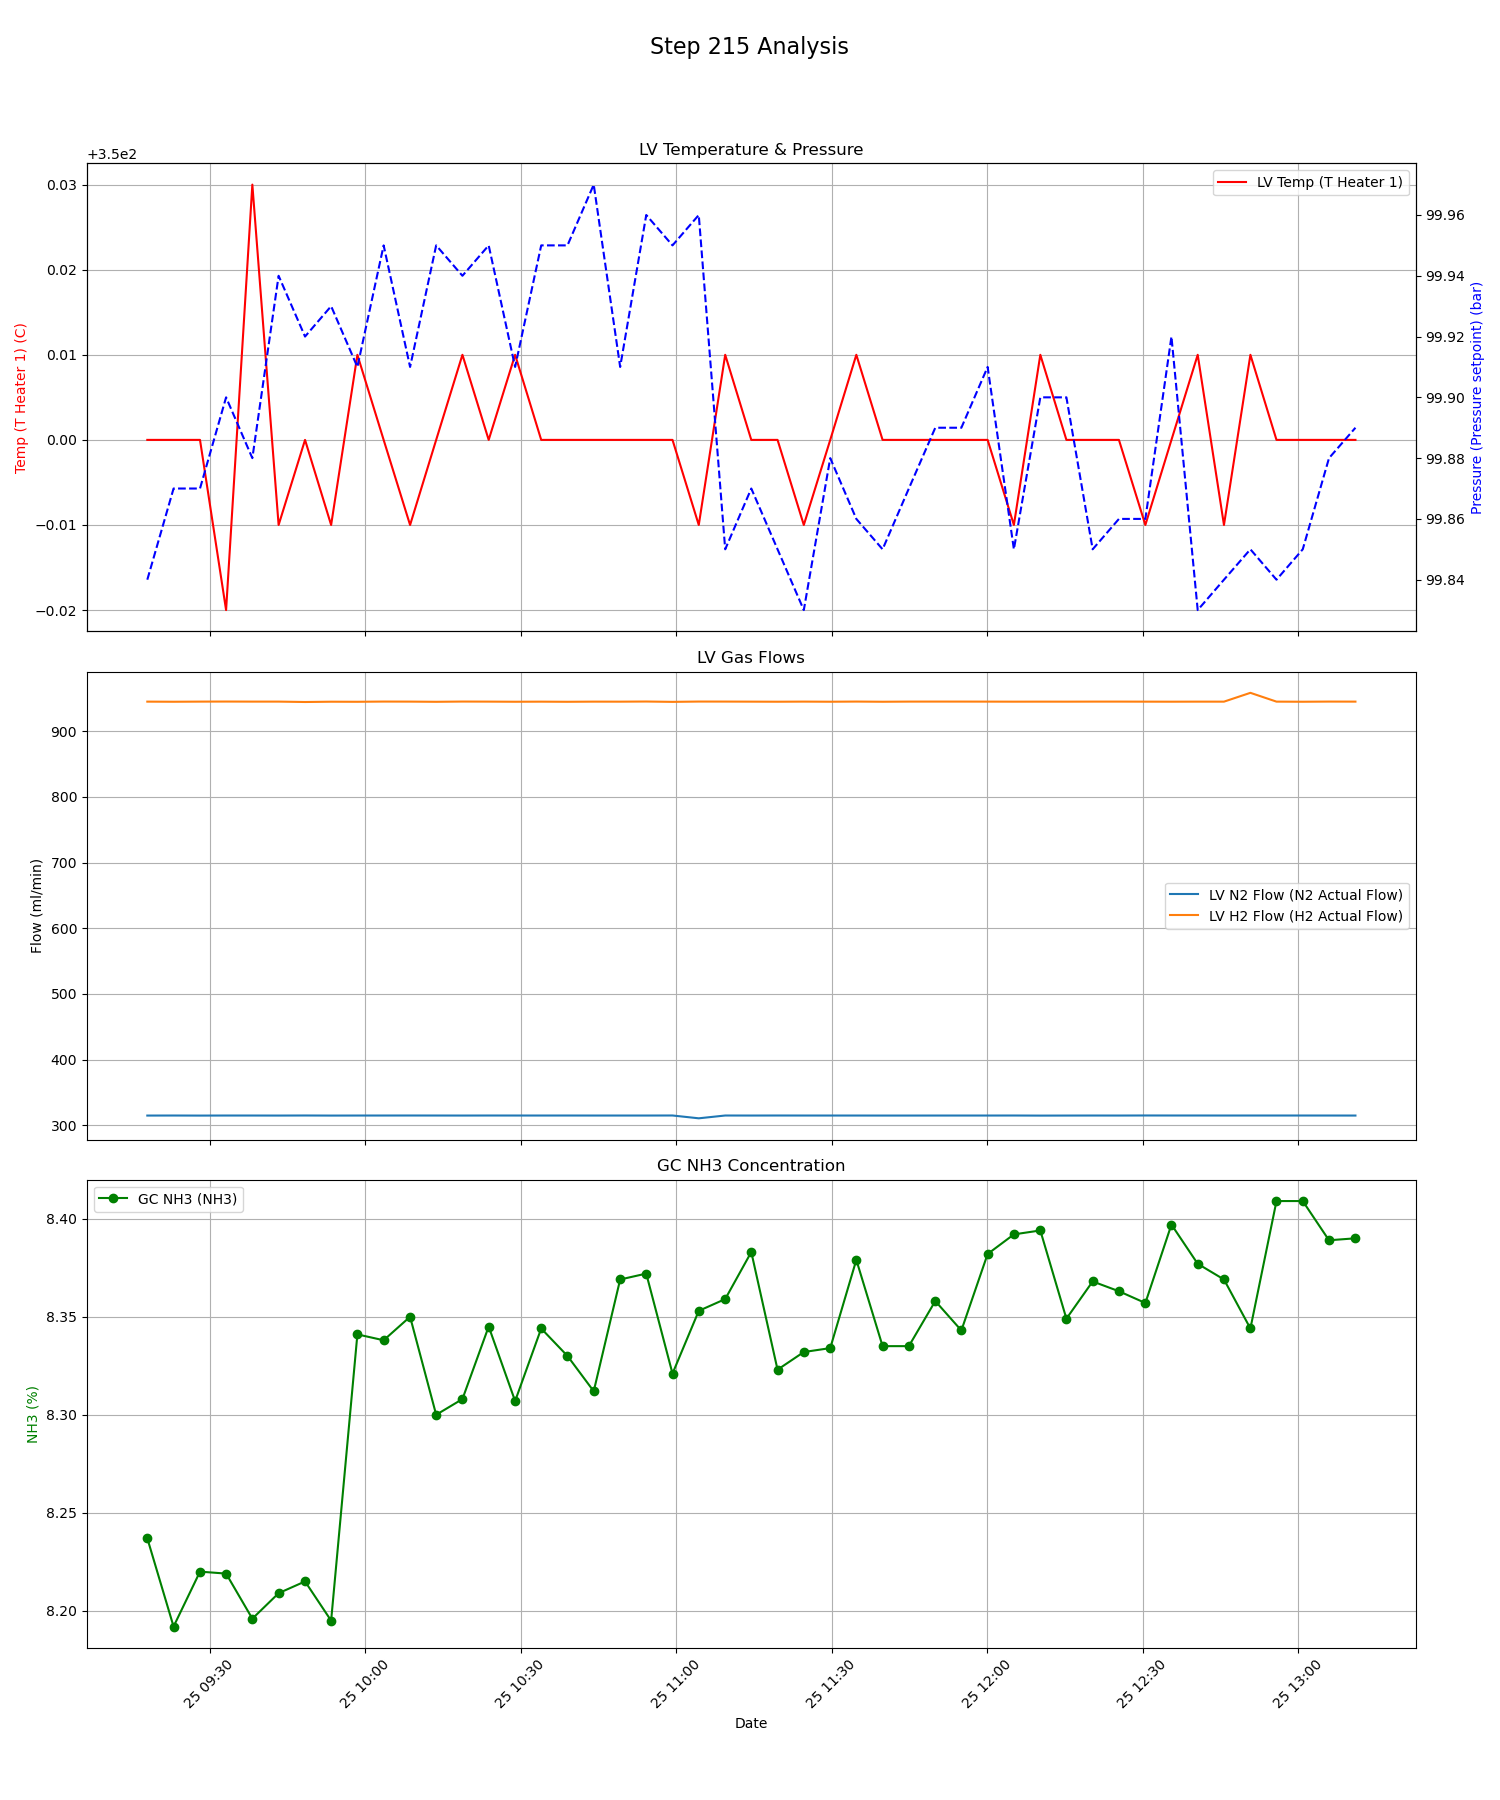 Step 215 Analysis
LV Temperature & Pressure
+3.5e2
LV Temp (T Heater 1)
0.03
0.02
0.01
0.00
−0.01
−0.02
Temp (T Heater 1) (C)
99.96
99.94
99.92
99.90
99.88
99.86
99.84
Pressure (Pressure setpoint) (bar)
LV Gas Flows
900
800
700
600
500
400
300
Flow (ml/min)
LV N2 Flow (N2 Actual Flow)
LV H2 Flow (H2 Actual Flow)
GC NH3 Concentration
GC NH3 (NH3)
8.40
8.35
8.30
8.25
8.20
NH3 (%)
25 09:30
25 10:00
25 10:30
25 11:00
25 11:30
25 12:00
25 12:30
25 13:00
Date